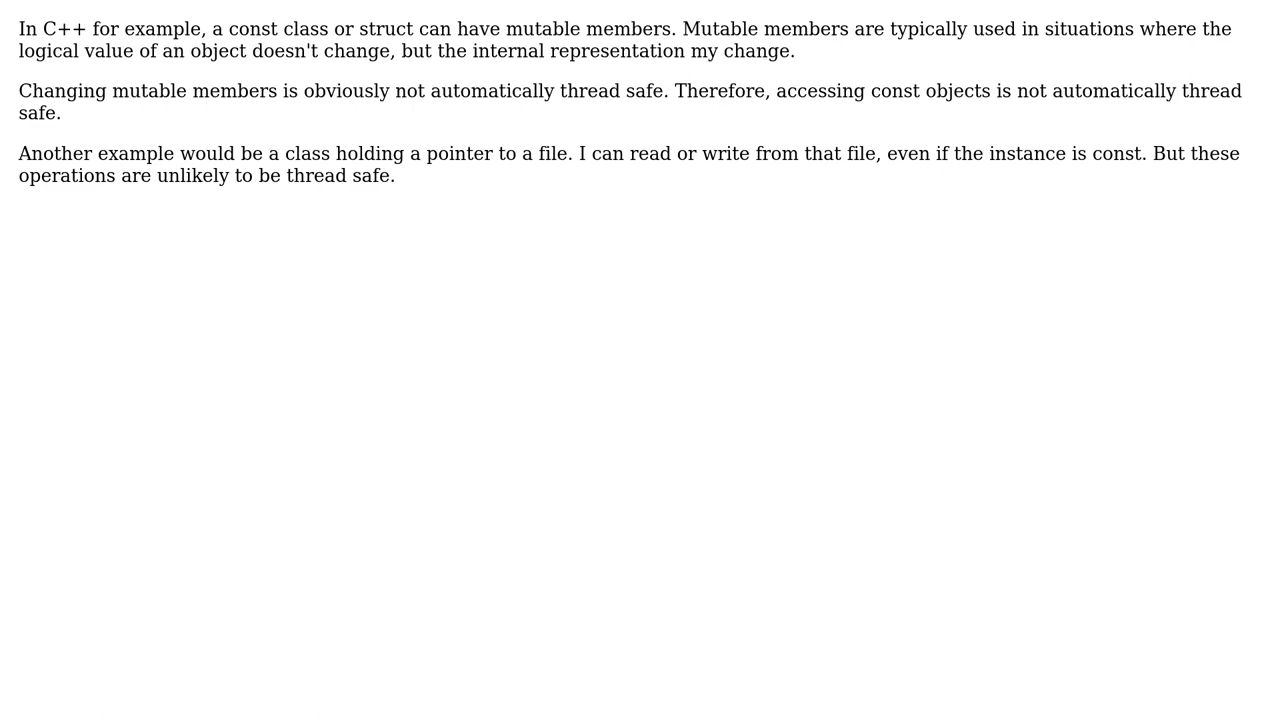 In C++ for example, a const class or struct can have mutable members. Mutable members are typically used in situations where the
logical value of an object doesn't change, but the internal representation my change.
Changing mutable members is obviously not automatically thread safe. Therefore, accessing const objects is not automatically thread
safe.
Another example would be a class holding a pointer to a file. I can read or write from that file, even if the instance is const. But these
operations are unlikely to be thread safe.